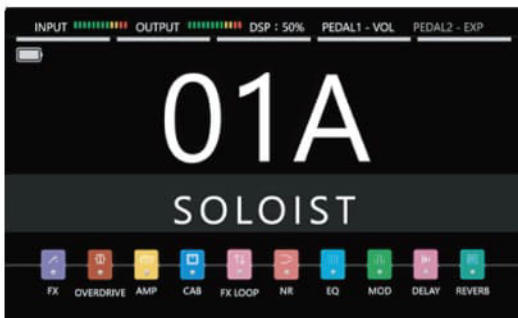 INPUT OUTPUT DSP : 50% PEDAL1 - VOL PEDAL2 - EXP
01A
SOLOIST
FX OVERDRIVE AMP CAB FX LOOP NR EQ MOD DELAY REVERB